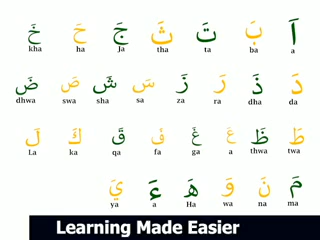 اَ بَ تَ ثَ جَ حَ خَ
a ba ta tha Ja ha kha
دَ ذَ رَ زَ سَ شَ صَ ضَ
da dha ra za sa sha swa dhwa
طَ ظَ عَ غَ فَ قَ كَ لَ
twa thwa a ga fa qa ka La
مَ نَ وَ هَ ءَ يَ
ma na wa Ha a ya
Learning Made Easier